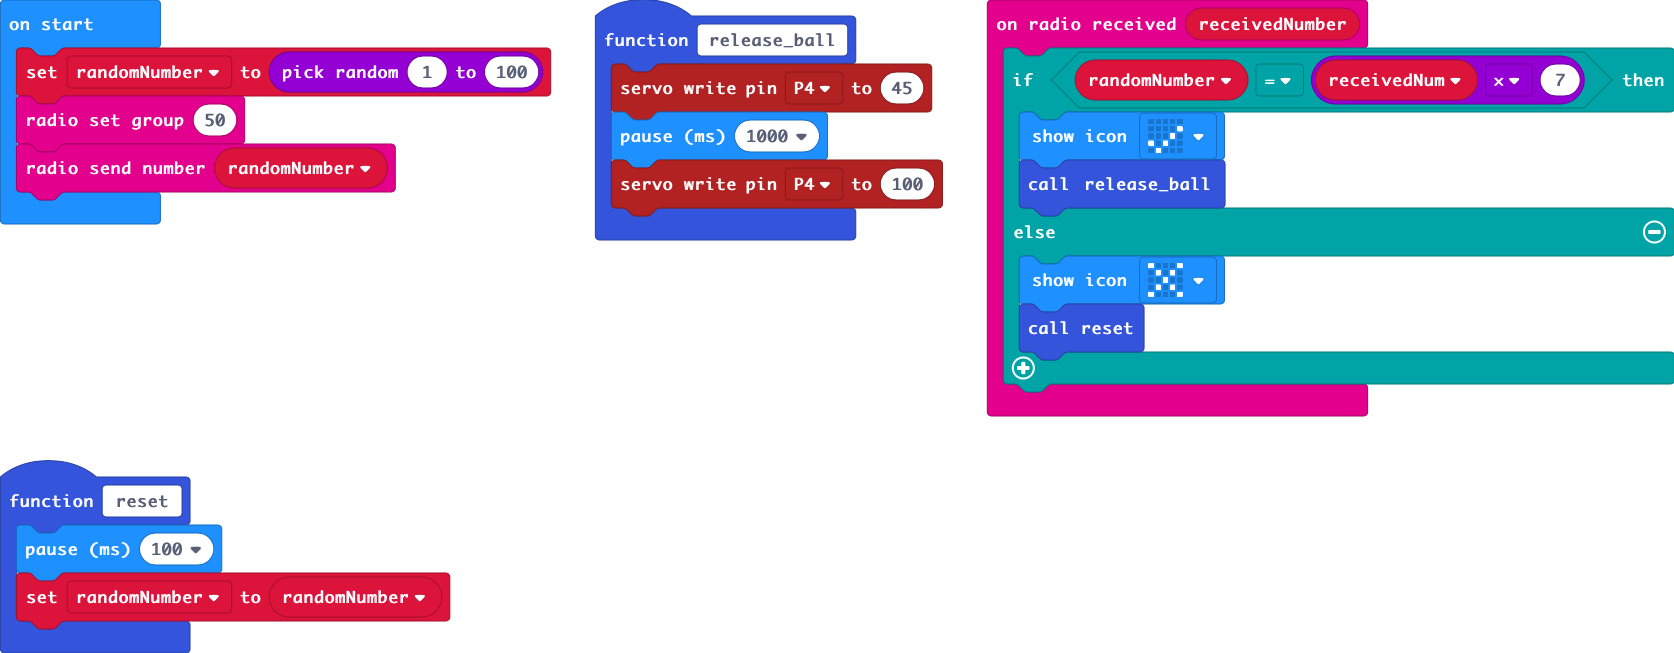 on start
set randomNumber to pick random 1 to 100
radio set group 50
radio send number randomNumber
function release_ball
servo write pin P4 to 45
pause (ms) 1000
servo write pin P4 to 100
on radio received receivedNumber
if randomNumber = receivedNum × 7 then
show icon
call release_ball
else
show icon
call reset
function reset
pause (ms) 100
set randomNumber to randomNumber